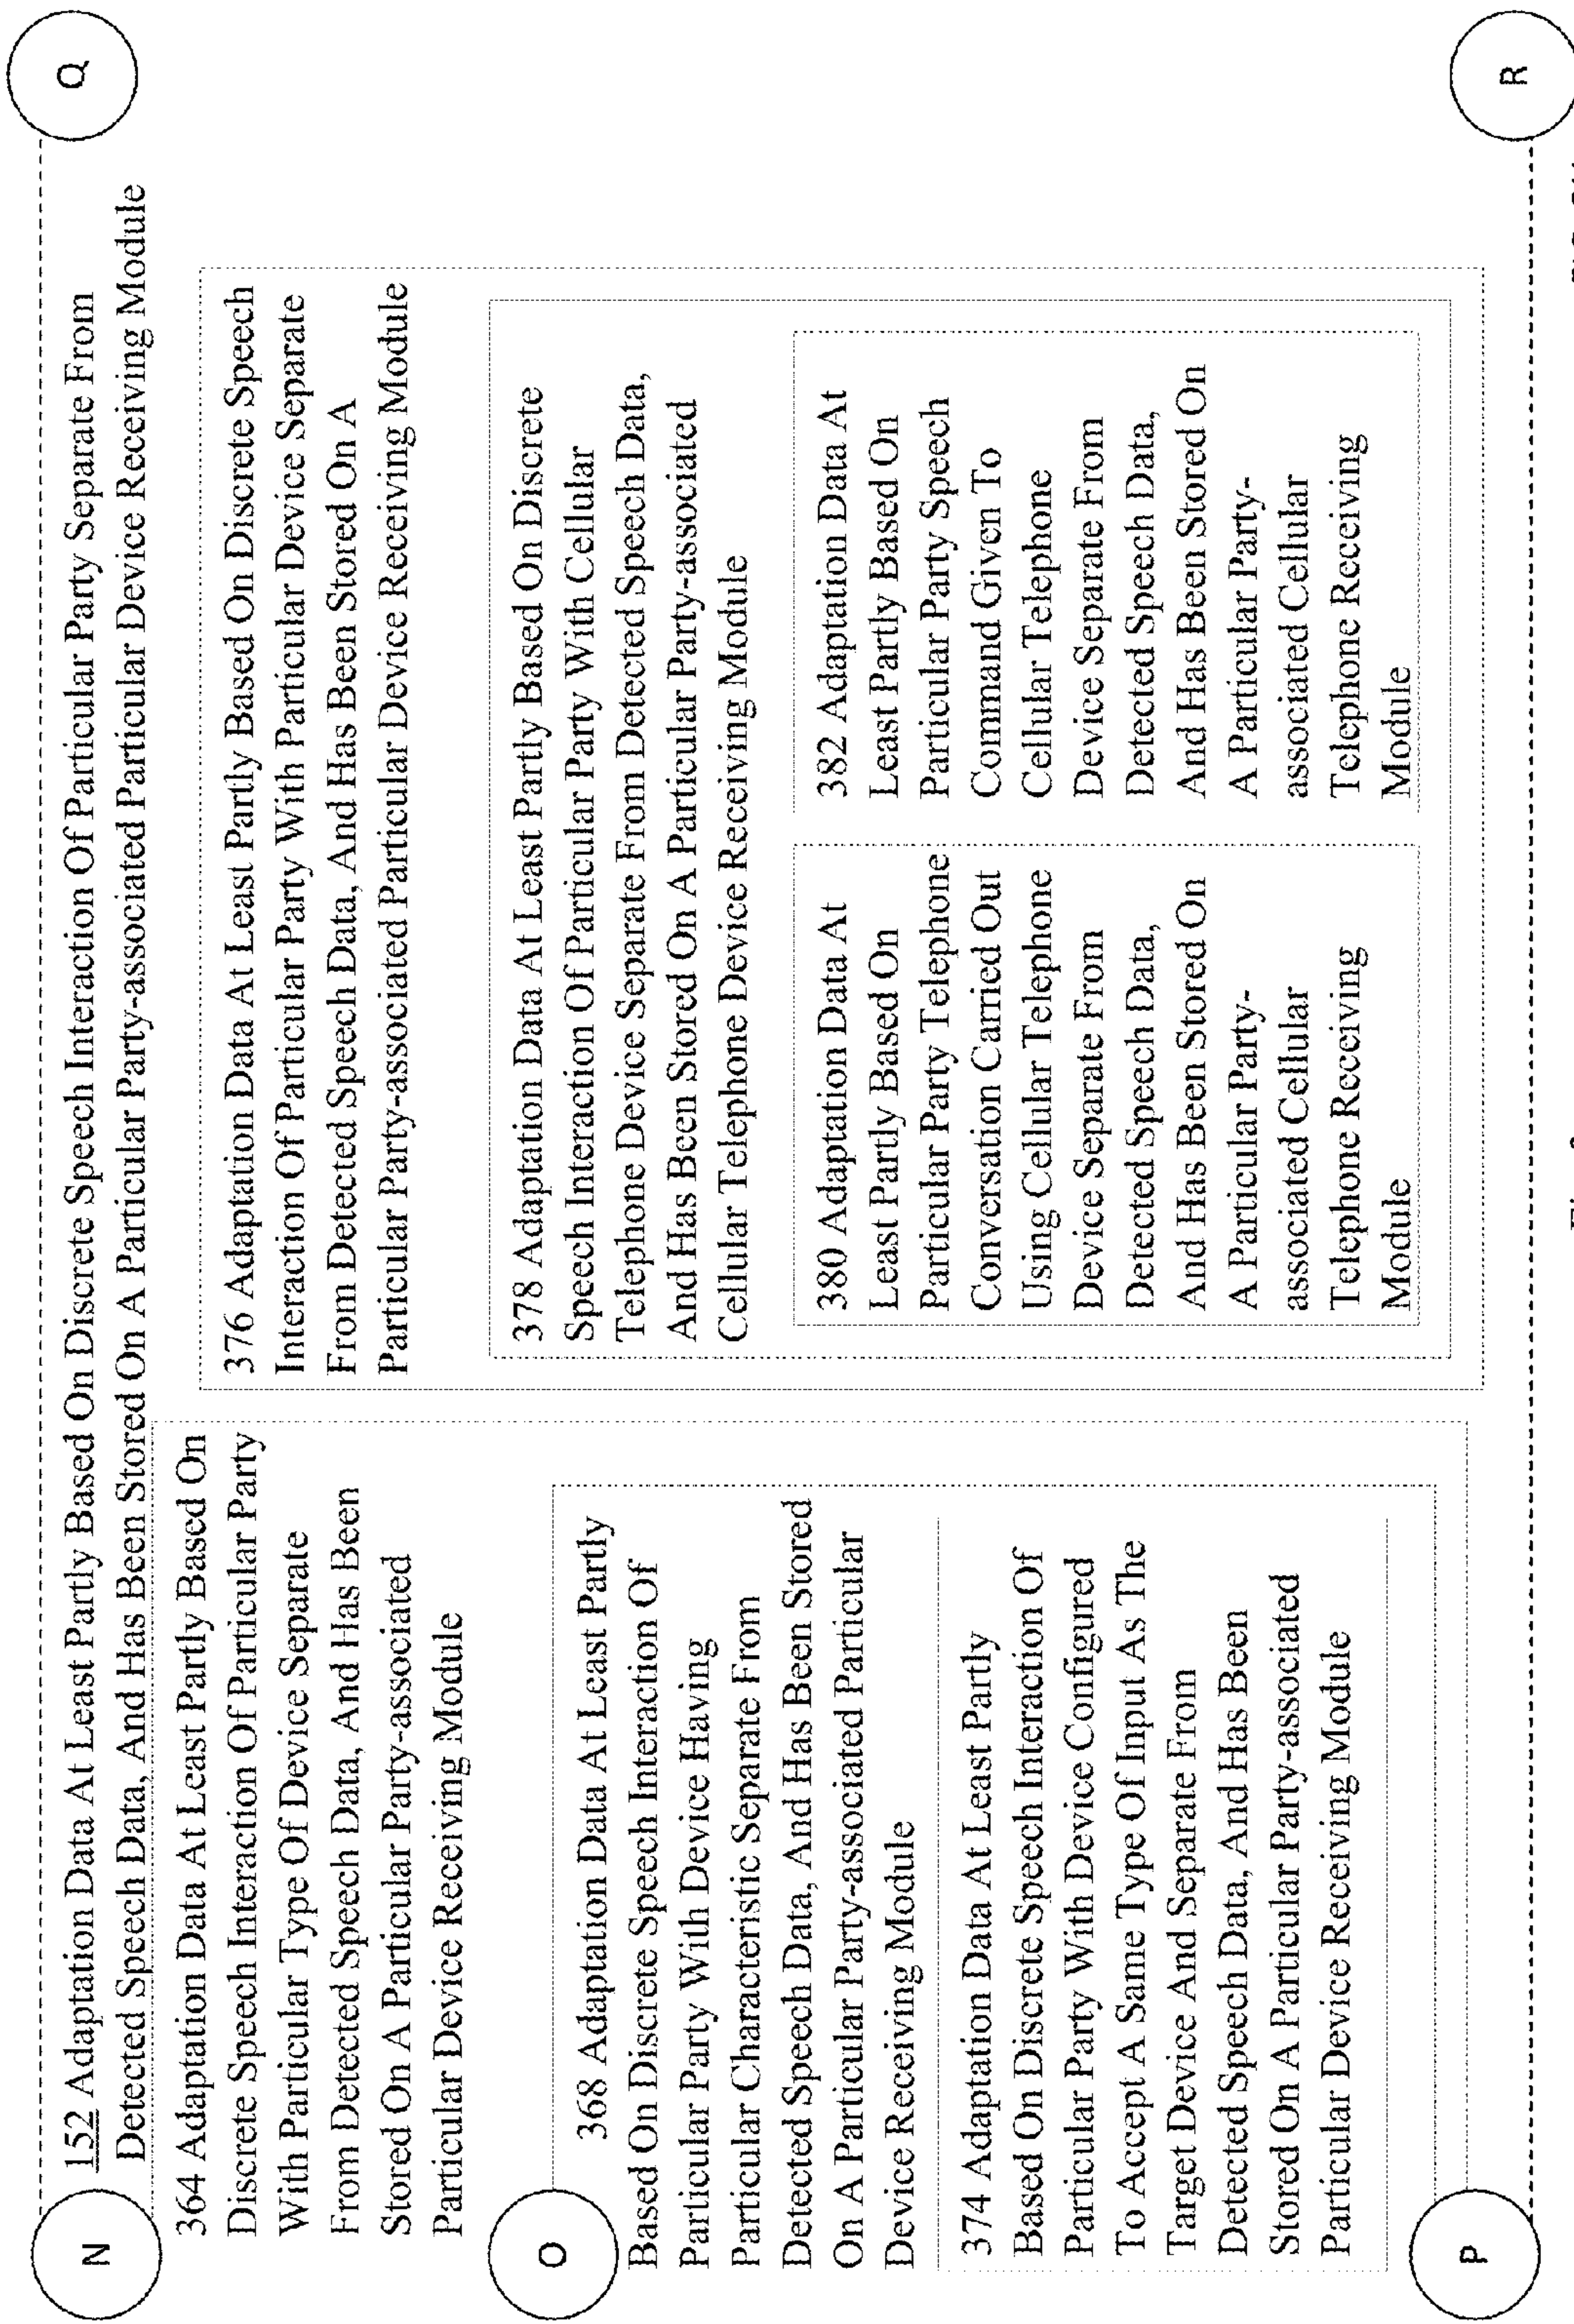 N
152 Adaptation Data At Least Partly Based On Discrete Speech Interaction Of Particular Party Separate From
Detected Speech Data, And Has Been Stored On A Particular Party-associated Particular Device Receiving Module
Q
364 Adaptation Data At Least Partly Based On
Discrete Speech Interaction Of Particular Party
With Particular Type Of Device Separate
From Detected Speech Data, And Has Been
Stored On A Particular Party-associated
Particular Device Receiving Module
O
368 Adaptation Data At Least Partly
Based On Discrete Speech Interaction Of
Particular Party With Device Having
Particular Characteristic Separate From
Detected Speech Data, And Has Been Stored
On A Particular Party-associated Particular
Device Receiving Module
374 Adaptation Data At Least Partly
Based On Discrete Speech Interaction Of
Particular Party With Device Configured
To Accept A Same Type Of Input As The
Target Device And Separate From
Detected Speech Data, And Has Been
Stored On A Particular Party-associated
Particular Device Receiving Module
P
376 Adaptation Data At Least Partly Based On Discrete Speech
Interaction Of Particular Party With Particular Device Separate
From Detected Speech Data, And Has Been Stored On A
Particular Party-associated Particular Device Receiving Module
378 Adaptation Data At Least Partly Based On Discrete
Speech Interaction Of Particular Party With Cellular
Telephone Device Separate From Detected Speech Data,
And Has Been Stored On A Particular Party-associated
Cellular Telephone Device Receiving Module
380 Adaptation Data At
Least Partly Based On
Particular Party Telephone
Conversation Carried Out
Using Cellular Telephone
Device Separate From
Detected Speech Data,
And Has Been Stored On
A Particular Party-
associated Cellular
Telephone Receiving
Module
382 Adaptation Data At
Least Partly Based On
Particular Party Speech
Command Given To
Cellular Telephone
Device Separate From
Detected Speech Data,
And Has Been Stored On
A Particular Party-
associated Cellular
Telephone Receiving
Module
R